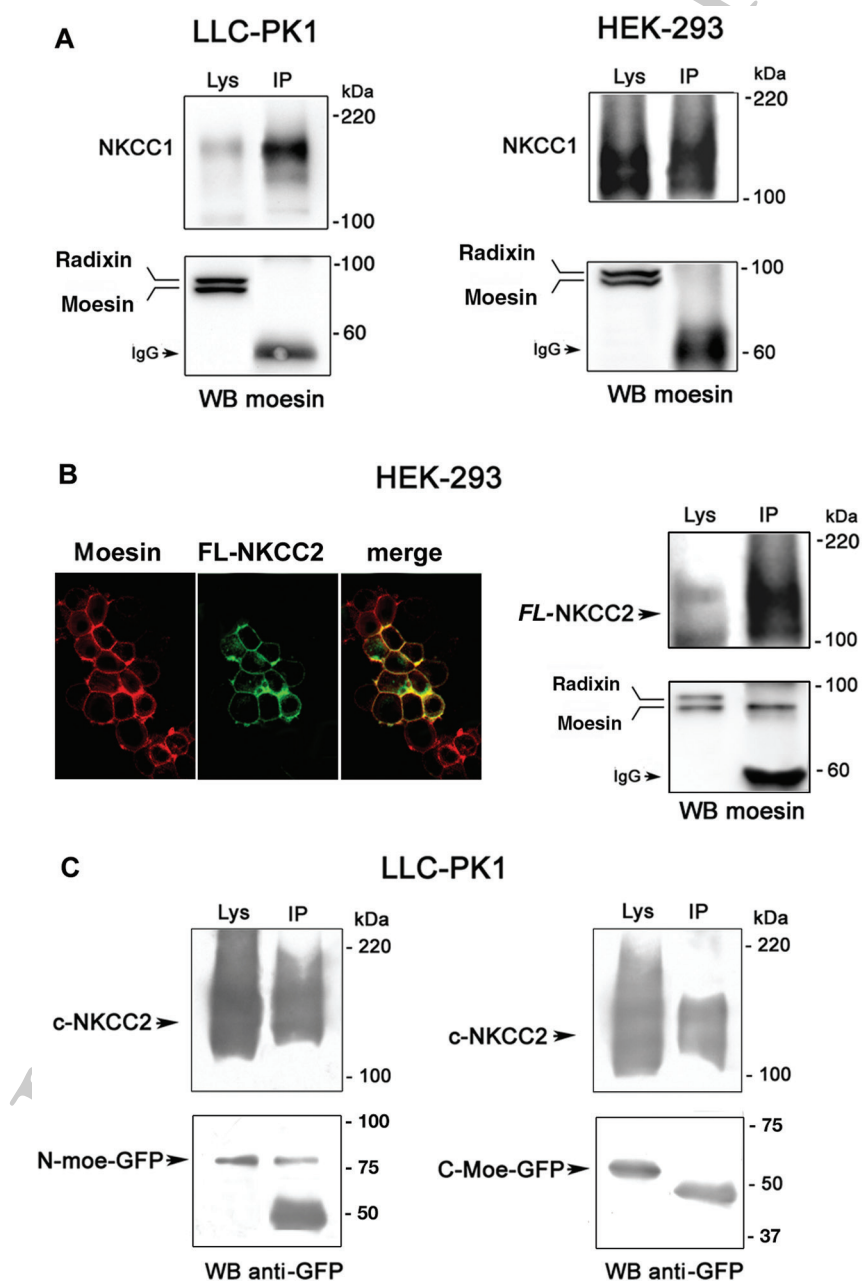 A
LLC-PK1
HEK-293
Lys IP
kDa
-220
NKCC1
-100
Radixin
Moesin
-100
-60
IgG
WB moesin
Lys IP
kDa
-220
NKCC1
-100
Radixin
Moesin
-100
IgG
-60
WB moesin
B
HEK-293
Moesin FL-NKCC2 merge
Lys IP
kDa
-220
FL-NKCC2
-100
Radixin
Moesin
-100
IgG
-60
WB moesin
C
LLC-PK1
Lys IP
kDa
-220
c-NKCC2
-100
-100
N-moe-GFP
-75
-50
WB anti-GFP
Lys IP
kDa
-220
c-NKCC2
-100
-75
C-Moe-GFP
-50
-37
WB anti-GFP